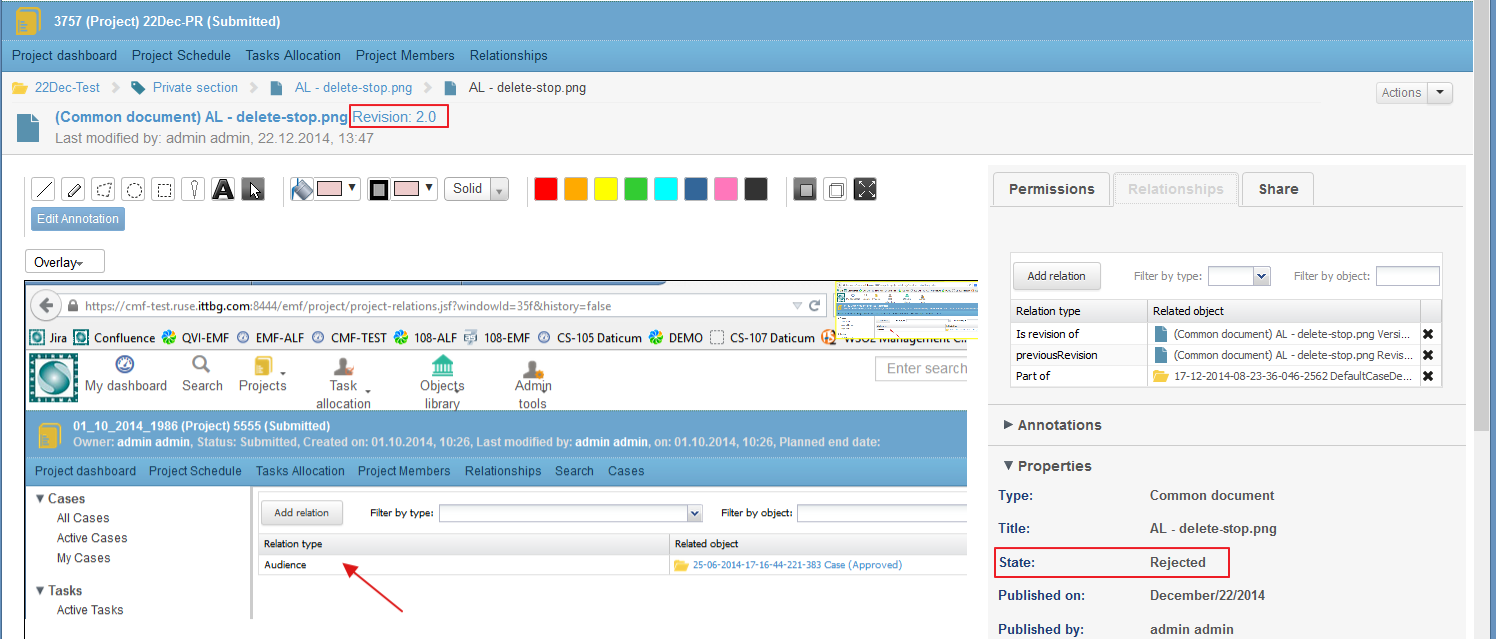 3757 (Project) 22Dec-PR (Submitted)
Project dashboard Project Schedule Tasks Allocation Project Members Relationships
22Dec-Test Private section AL - delete-stop.png AL - delete-stop.png
Actions
(Common document) AL - delete-stop.png Revision: 2.0
Last modified by: admin admin, 22.12.2014, 13:47
A Solid
Edit Annotation
Overlay
https://cmf-test.ruse.ittbg.com:8444/emf/project/project-relations.jsf?windowId=35f&history=false
Jira Confluence QVI-EMF EMF-ALF CMF-TEST 108-ALF 108-EMF CS-105 Daticum DEMO CS-107 Daticum
My dashboard Search Projects Task allocation Objects library Admin tools
Enter search
01_10_2014_1986 (Project) 5555 (Submitted)
Owner: admin admin, Status: Submitted, Created on: 01.10.2014, 10:26, Last modified by: admin admin, on: 01.10.2014, 10:26, Planned end date:
Project dashboard Project Schedule Tasks Allocation Project Members Relationships Search Cases
Cases
All Cases
Active Cases
My Cases
Tasks
Active Tasks
Add relation Filter by type: Filter by object:
Relation type Related object
Audience 25-06-2014-17-16-44-221-383 Case (Approved)
Permissions Relationships Share
Add relation Filter by type: Filter by object:
Relation type Related object
Is revision of (Common document) AL - delete-stop.png Versi...
previousRevision (Common document) AL - delete-stop.png Revis...
Part of 17-12-2014-08-23-36-046-2562 DefaultCaseDe...
Annotations
Properties
Type: Common document
Title: AL - delete-stop.png
State: Rejected
Published on: December/22/2014
Published by: admin admin